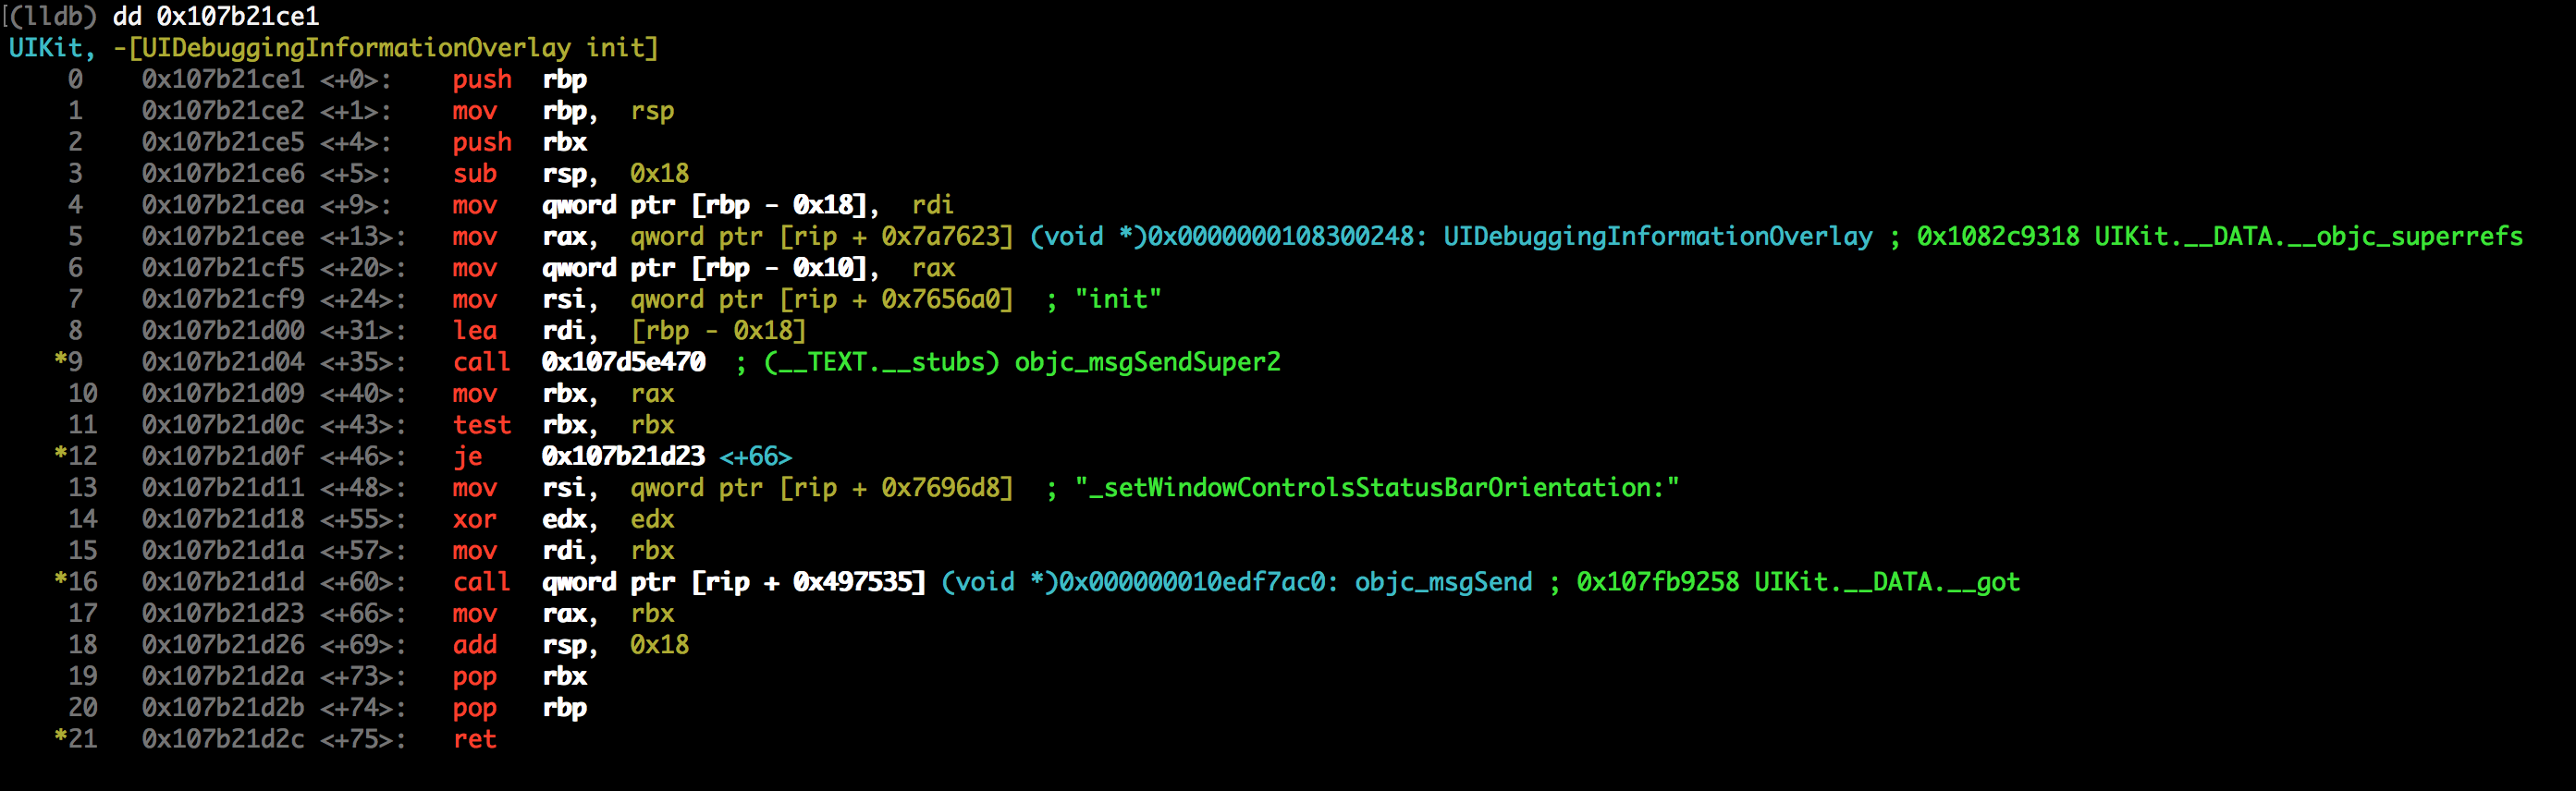 [(lldb) dd 0x107b21ce1
UIKit, -[UIDebuggingInformationOverlay init]
0 0x107b21ce1 <+0>: push rbp
1 0x107b21ce2 <+1>: mov rbp, rsp
2 0x107b21ce5 <+4>: push rbx
3 0x107b21ce6 <+5>: sub rsp, 0x18
4 0x107b21cea <+9>: mov qword ptr [rbp - 0x18], rdi
5 0x107b21cee <+13>: mov rax, qword ptr [rip + 0x7a7623] (void *)0x0000000108300248: UIDebuggingInformationOverlay ; 0x1082c9318 UIKit.__DATA.__objc_superrefs
6 0x107b21cf5 <+20>: mov qword ptr [rbp - 0x10], rax
7 0x107b21cf9 <+24>: mov rsi, qword ptr [rip + 0x7656a0] ; "init"
8 0x107b21d00 <+31>: lea rdi, [rbp - 0x18]
*9 0x107b21d04 <+35>: call 0x107d5e470 ; (__TEXT.__stubs) objc_msgSendSuper2
10 0x107b21d09 <+40>: mov rbx, rax
11 0x107b21d0c <+43>: test rbx, rbx
*12 0x107b21d0f <+46>: je 0x107b21d23 <+66>
13 0x107b21d11 <+48>: mov rsi, qword ptr [rip + 0x7696d8] ; "_setWindowControlsStatusBarOrientation:"
14 0x107b21d18 <+55>: xor edx, edx
15 0x107b21d1a <+57>: mov rdi, rbx
*16 0x107b21d1d <+60>: call qword ptr [rip + 0x497535] (void *)0x000000010edf7ac0: objc_msgSend ; 0x107fb9258 UIKit.__DATA.__got
17 0x107b21d23 <+66>: mov rax, rbx
18 0x107b21d26 <+69>: add rsp, 0x18
19 0x107b21d2a <+73>: pop rbx
20 0x107b21d2b <+74>: pop rbp
*21 0x107b21d2c <+75>: ret